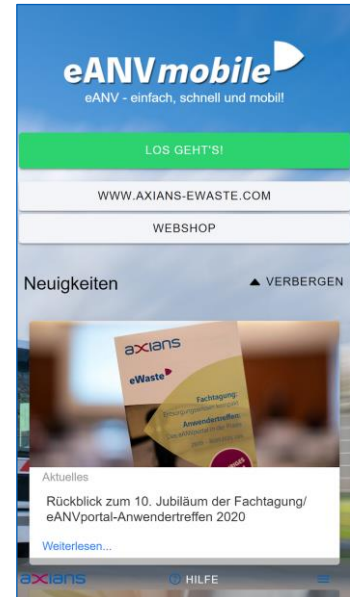 eANVmobile
eANV - einfach, schnell und mobil!
LOS GEHT'S!
WWW.AXIANS-EWASTE.COM
WEBSHOP
Neuigkeiten
VERBERGEN
axians
eWaste
Fachtagung:
Anwendertreffen:
Aktuelles
Rückblick zum 10. Jubiläum der Fachtagung/
eANVportal-Anwendertreffen 2020
Weiterlesen...
axians
HILFE